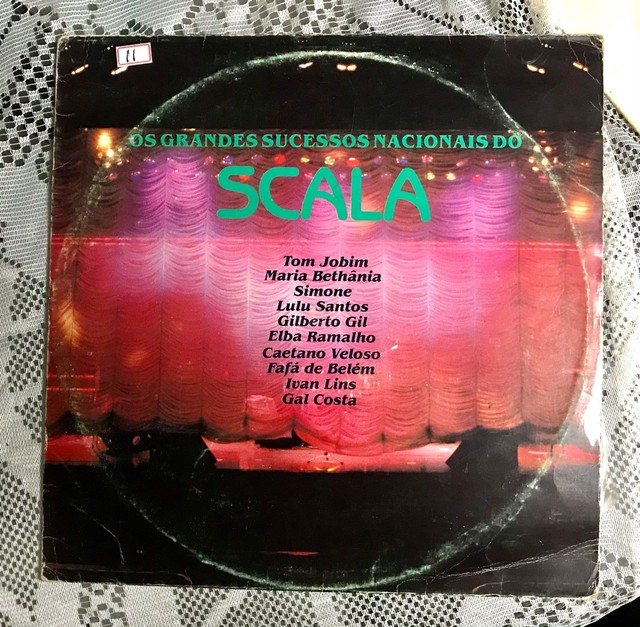 11
OS GRANDES SUCESSOS NACIONAIS DO
SCALA
Tom Jobim
Maria Bethânia
Simone
Lulu Santos
Gilberto Gil
Elba Ramalho
Caetano Veloso
Fafá de Belém
Ivan Lins
Gal Costa